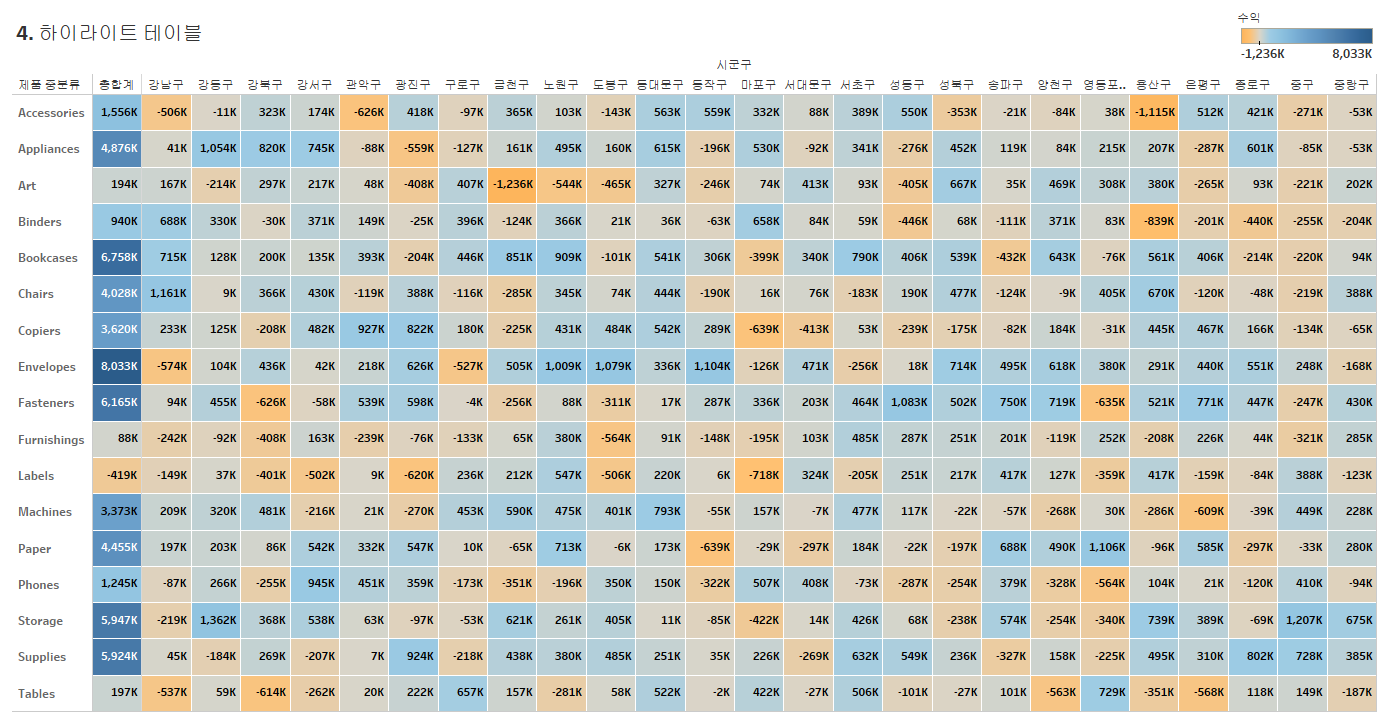 4. 하이라이트 테이블
수익
-1,236K 8,033K
시군구
제품 중분류 총합계 강남구 강동구 강북구 강서구 관악구 광진구 구로구 금천구 노원구 도봉구 동대문구 동작구 마포구 서대문구 서초구 성동구 성북구 송파구 양천구 영등포.. 용산구 은평구 종로구 중구 중랑구
Accessories 1,556K -506K -11K 323K 174K -626K 418K -97K 365K 103K -143K 563K 559K 332K 88K 389K 550K -353K -21K -84K 38K -1,115K 512K 421K -271K -53K
Appliances 4,876K 41K 1,054K 820K 745K -88K -559K -127K 161K 495K 160K 615K -196K 530K -92K 341K -276K 452K 119K 84K 215K 207K -287K 601K -85K -53K
Art 194K 167K -214K 297K 217K 48K -408K 407K -1,236K -544K -465K 327K -246K 74K 413K 93K -405K 667K 35K 469K 308K 380K -265K 93K -221K 202K
Binders 940K 688K 330K -30K 371K 149K -25K 396K -124K 366K 21K 36K -63K 658K 84K 59K -446K 68K -111K 371K 83K -839K -201K -440K -255K -204K
Bookcases 6,758K 715K 128K 200K 135K 393K -204K 446K 851K 909K -101K 541K 306K -399K 340K 790K 406K 539K -432K 643K -76K 561K 406K -214K -220K 94K
Chairs 4,028K 1,161K 9K 366K 430K -119K 388K -116K -285K 345K 74K 444K -190K 16K 76K -183K 190K 477K -124K -9K 405K 670K -120K -48K -219K 388K
Copiers 3,620K 233K 125K -208K 482K 927K 822K 180K -225K 431K 484K 542K 289K -639K -413K 53K -239K -175K -82K 184K -31K 445K 467K 166K -134K -65K
Envelopes 8,033K -574K 104K 436K 42K 218K 626K -527K 505K 1,009K 1,079K 336K 1,104K -126K 471K -256K 18K 714K 495K 618K 380K 291K 440K 551K 248K -168K
Fasteners 6,165K 94K 455K -626K -58K 539K 598K -4K -256K 88K -311K 17K 287K 336K 203K 464K 1,083K 502K 750K 719K -635K 521K 771K 447K -247K 430K
Furnishings 88K -242K -92K -408K 163K -239K -76K -133K 65K 380K -564K 91K -148K -195K 103K 485K 287K 251K 201K -119K 252K -208K 226K 44K -321K 285K
Labels -419K -149K 37K -401K -502K 9K -620K 236K 212K 547K -506K 220K 6K -718K 324K -205K 251K 217K 417K 127K -359K 417K -159K -84K 388K -123K
Machines 3,373K 209K 320K 481K -216K 21K -270K 453K 590K 475K 401K 793K -55K 157K -7K 477K 117K -22K -57K -268K 30K -286K -609K -39K 449K 228K
Paper 4,455K 197K 203K 86K 542K 332K 547K 10K -65K 713K -6K 173K -639K -29K -297K 184K -22K -197K 688K 490K 1,106K -96K 585K -297K -33K 280K
Phones 1,245K -87K 266K -255K 945K 451K 359K -173K -351K -196K 350K 150K -322K 507K 408K -73K -287K -254K 379K -328K -564K 104K 21K -120K 410K -94K
Storage 5,947K -219K 1,362K 368K 538K 63K -97K -53K 621K 261K 405K 11K -85K -422K 14K 426K 68K -238K 574K -254K -340K 739K 389K -69K 1,207K 675K
Supplies 5,924K 45K -184K 269K -207K 7K 924K -218K 438K 380K 485K 251K 35K 226K -269K 632K 549K 236K -327K 158K -225K 495K 310K 802K 728K 385K
Tables 197K -537K 59K -614K -262K 20K 222K 657K 157K -281K 58K 522K -2K 422K -27K 506K -101K -27K 101K -563K 729K -351K -568K 118K 149K -187K